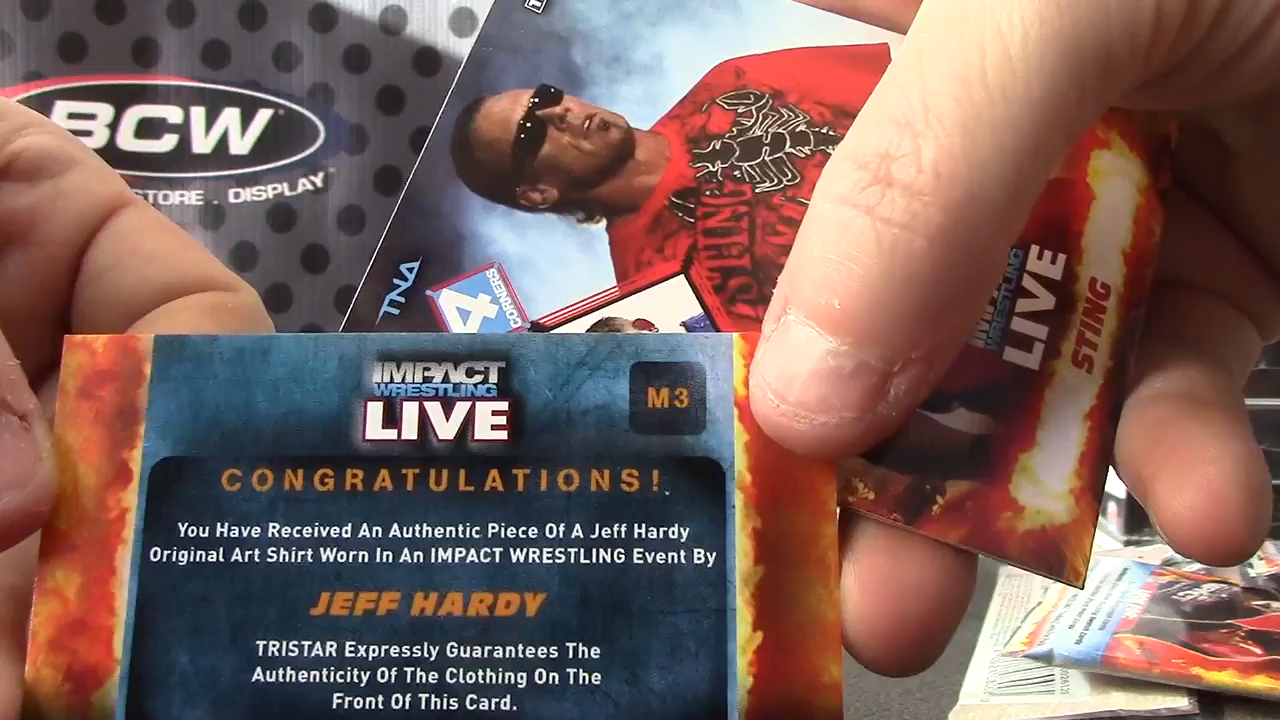 BCW
STORE . DISPLAY
TNA
4 CORNERS
STING
IMPACT
WRESTLING
LIVE
STING
IMPACT
WRESTLING
LIVE
M3
CONGRATULATIONS!
You Have Received An Authentic Piece Of A Jeff Hardy
Original Art Shirt Worn In An IMPACT WRESTLING Event By
JEFF HARDY
TRISTAR Expressly Guarantees The
Authenticity Of The Clothing On The
Front Of This Card.